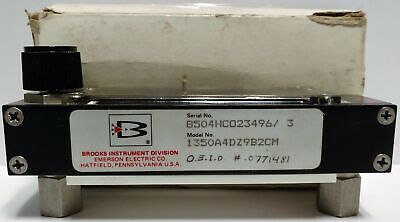 Serial No.
8504HC023496/ 3
Model No.
1350A4DZ9B2CM
O.B.I.O # 0771481
B
BROOKS INSTRUMENT DIVISION
EMERSON ELECTRIC CO.
HATFIELD, PENNSYLVANIA U.S.A.